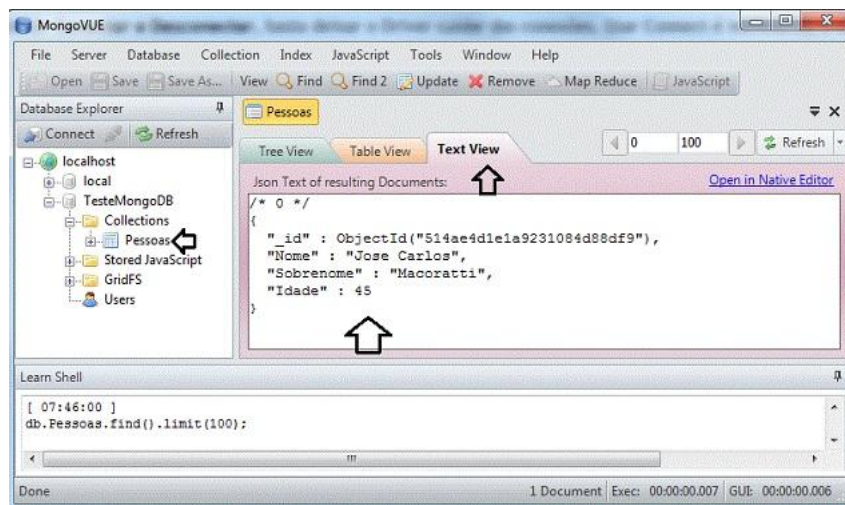 MongoVUE
File Server Database Collection Index JavaScript Tools Window Help
Open Save Save As... View Find Find 2 Update Remove Map Reduce JavaScript
Database Explorer
Connect Refresh
localhost
local
TesteMongoDB
Collections
Pessoas
Stored JavaScript
GridFS
Users
Pessoas
Tree View Table View Text View
0 100 Refresh
Json Text of resulting Documents: Open in Native Editor
/* 0 */
{
"_id" : ObjectId("514ae4d1e1a9231084d88df9"),
"Nome" : "Jose Carlos",
"Sobrenome" : "Macoratti",
"Idade" : 45
}
Learn Shell
[ 07:46:00 ]
db.Pessoas.find().limit(100);
Done 1 Document Exec: 00:00:00.007 GUI: 00:00:00.006